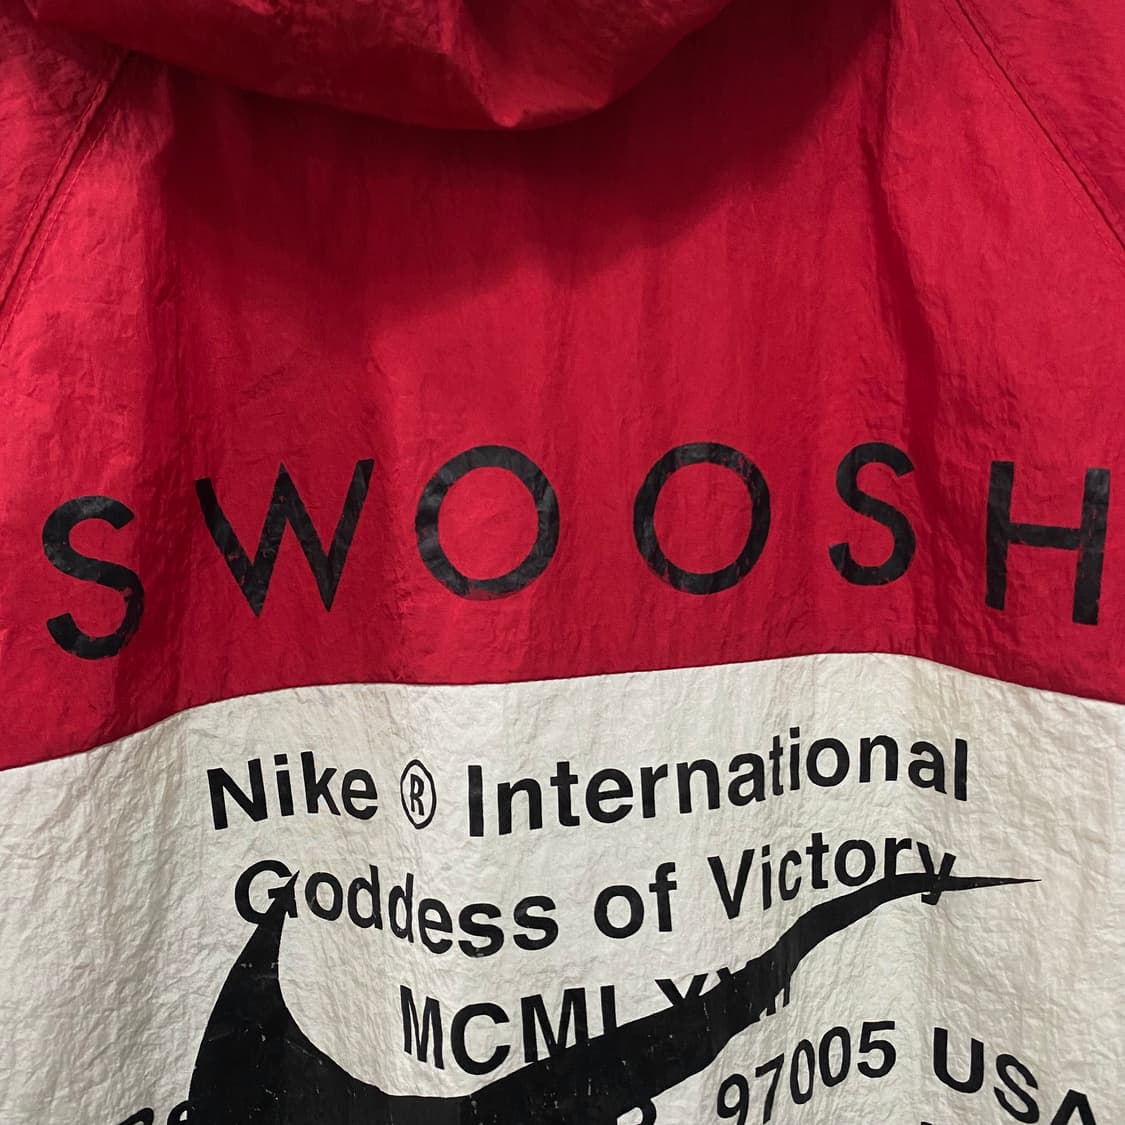 SWOOSH
Nike ® International
Goddess of Victory
97005 USA